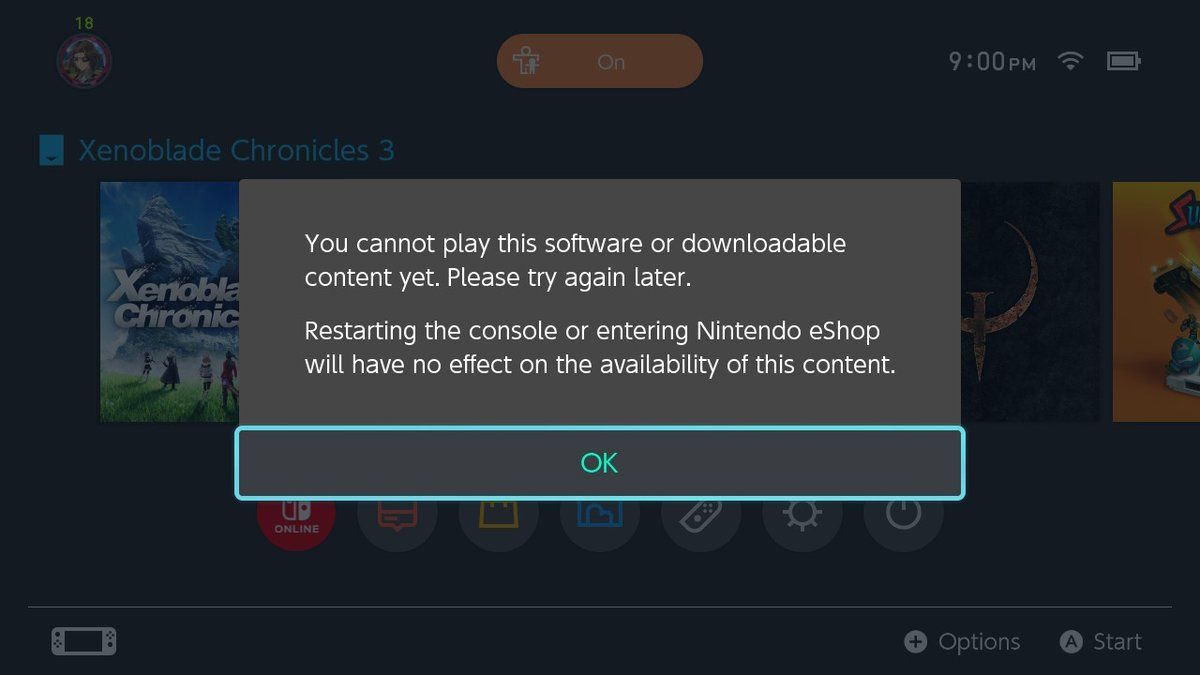 18
On
9:00PM
Xenoblade Chronicles 3
Xenobla
Chronic
You cannot play this software or downloadable
content yet. Please try again later.
Restarting the console or entering Nintendo eShop
will have no effect on the availability of this content.
OK
ONLINE
Options
A Start